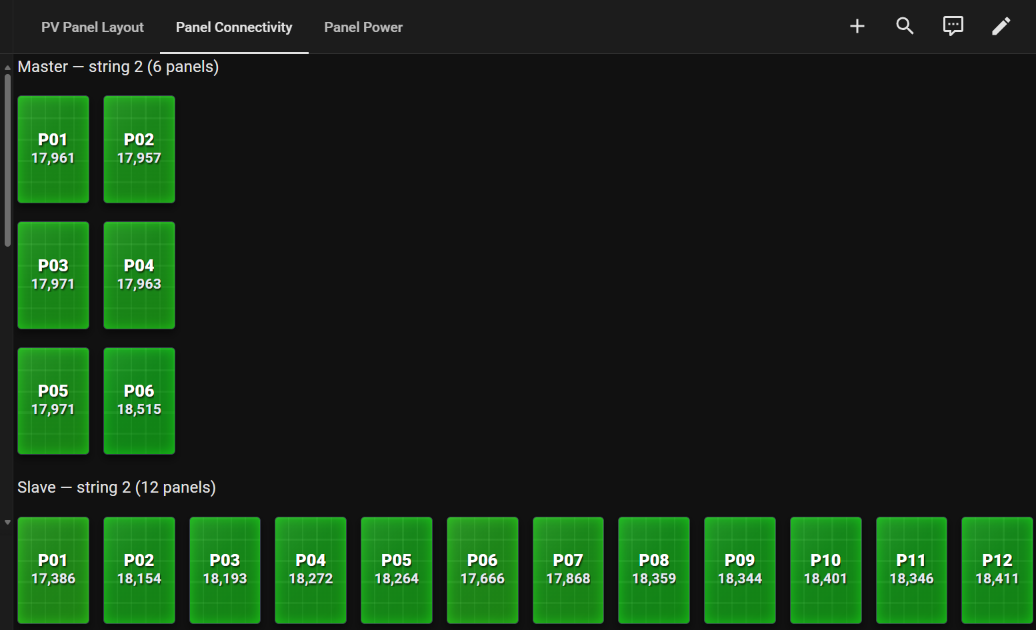 PV Panel Layout Panel Connectivity Panel Power
Master — string 2 (6 panels)
P01 P02
17,961 17,957
P03 P04
17,971 17,963
P05 P06
17,971 18,515
Slave — string 2 (12 panels)
P01 P02 P03 P04 P05 P06 P07 P08 P09 P10 P11 P12
17,386 18,154 18,193 18,272 18,264 17,666 17,868 18,359 18,344 18,401 18,346 18,411